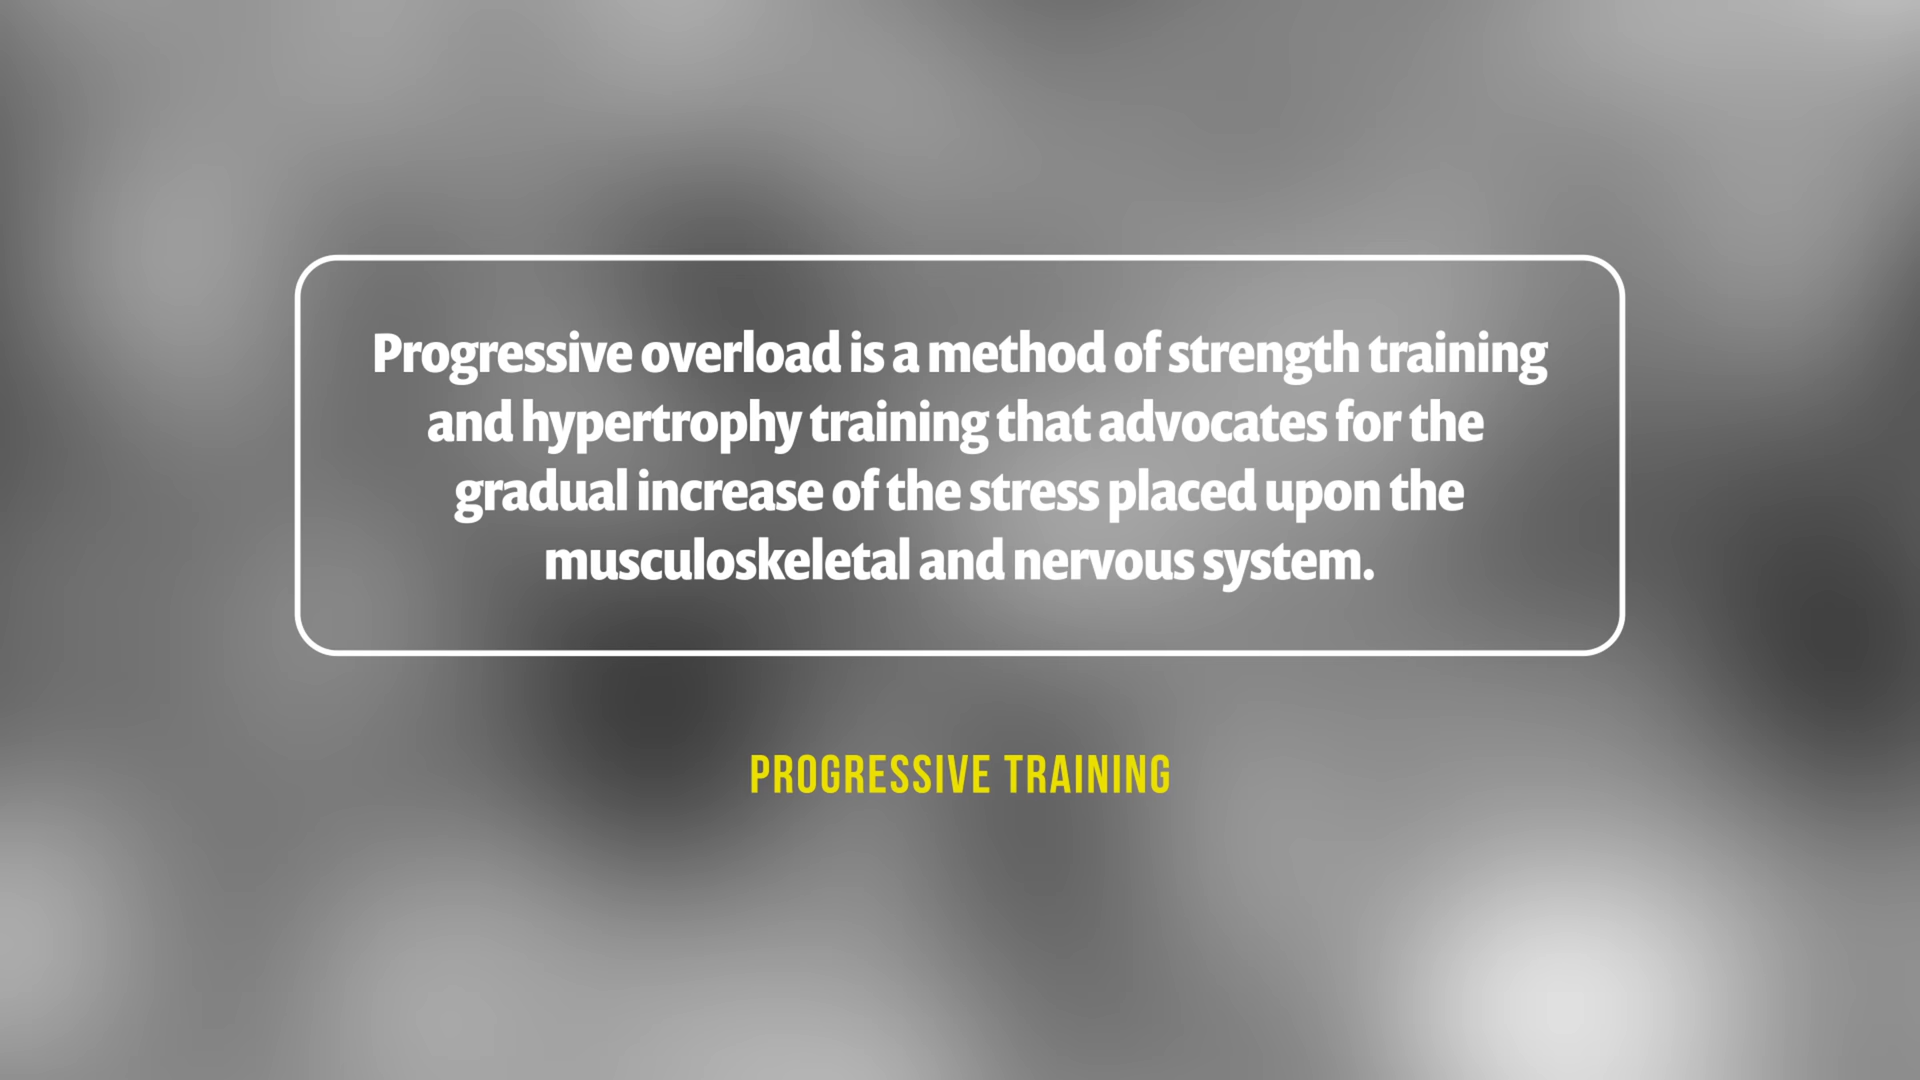 Progressive overload is a method of strength training
and hypertrophy training that advocates for the
gradual increase of the stress placed upon the
musculoskeletal and nervous system.
PROGRESSIVE TRAINING